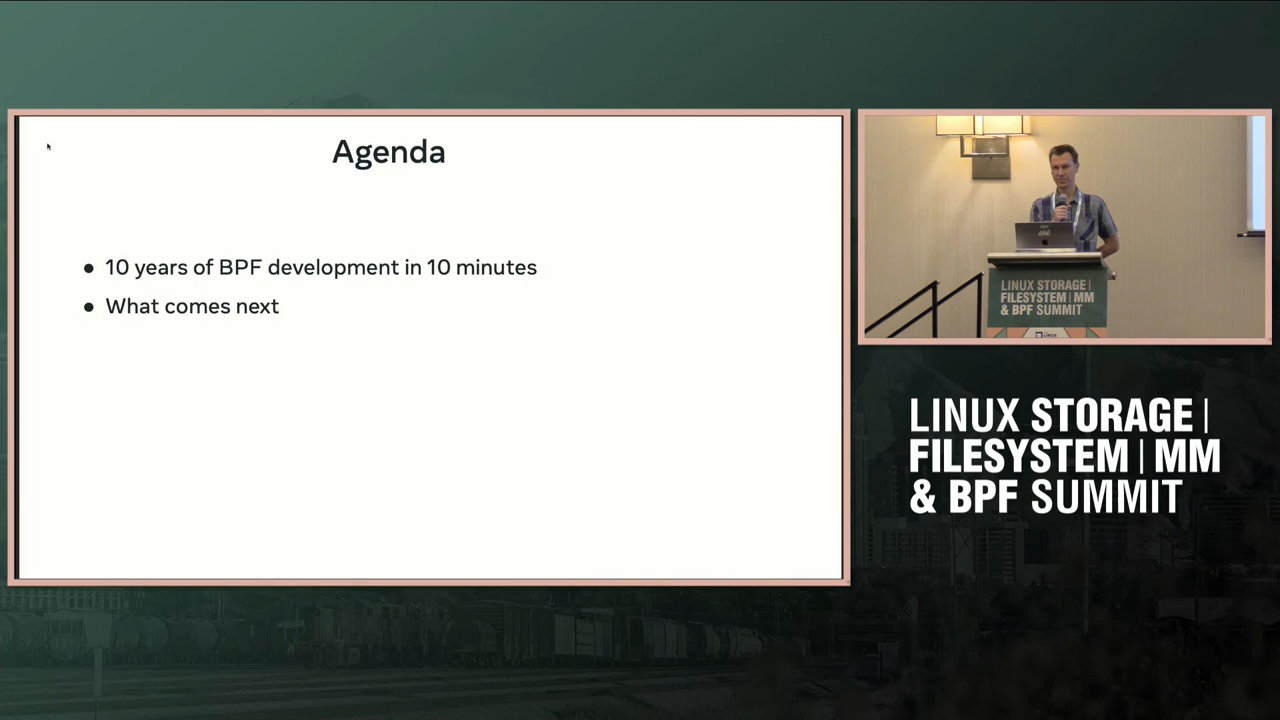 Agenda
● 10 years of BPF development in 10 minutes
● What comes next
LINUX STORAGE |
FILESYSTEM | MM
& BPF SUMMIT
LINUX STORAGE |
FILESYSTEM | MM
& BPF SUMMIT